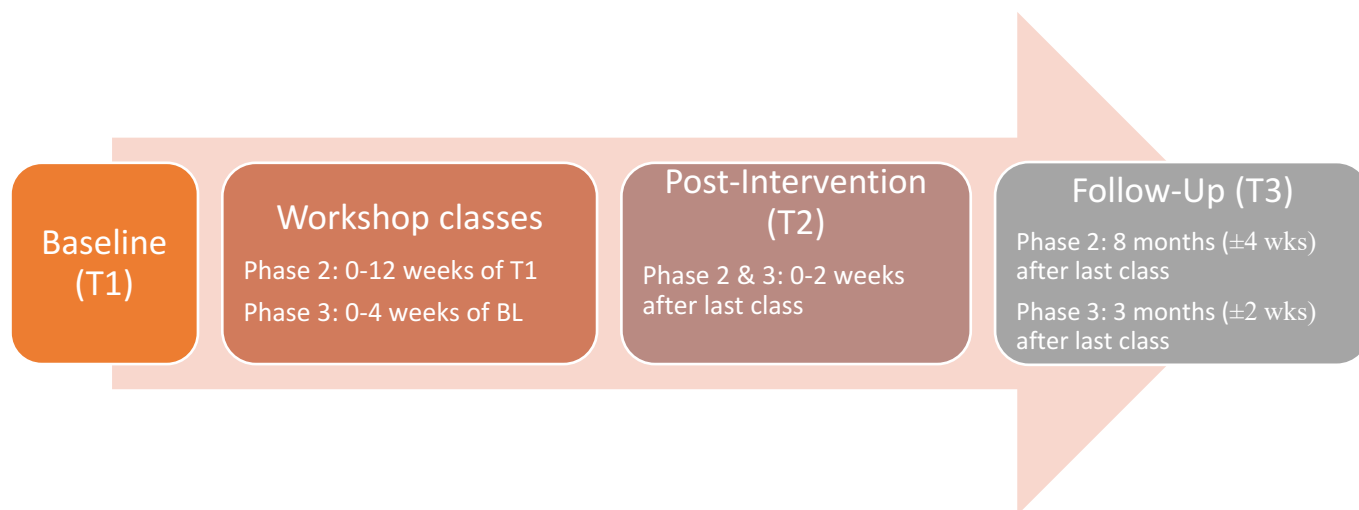 Baseline
(T1)
Workshop classes
Phase 2: 0-12 weeks of T1
Phase 3: 0-4 weeks of BL
Post-Intervention
(T2)
Phase 2 & 3: 0-2 weeks
after last class
Follow-Up (T3)
Phase 2: 8 months (±4 wks)
after last class
Phase 3: 3 months (±2 wks)
after last class